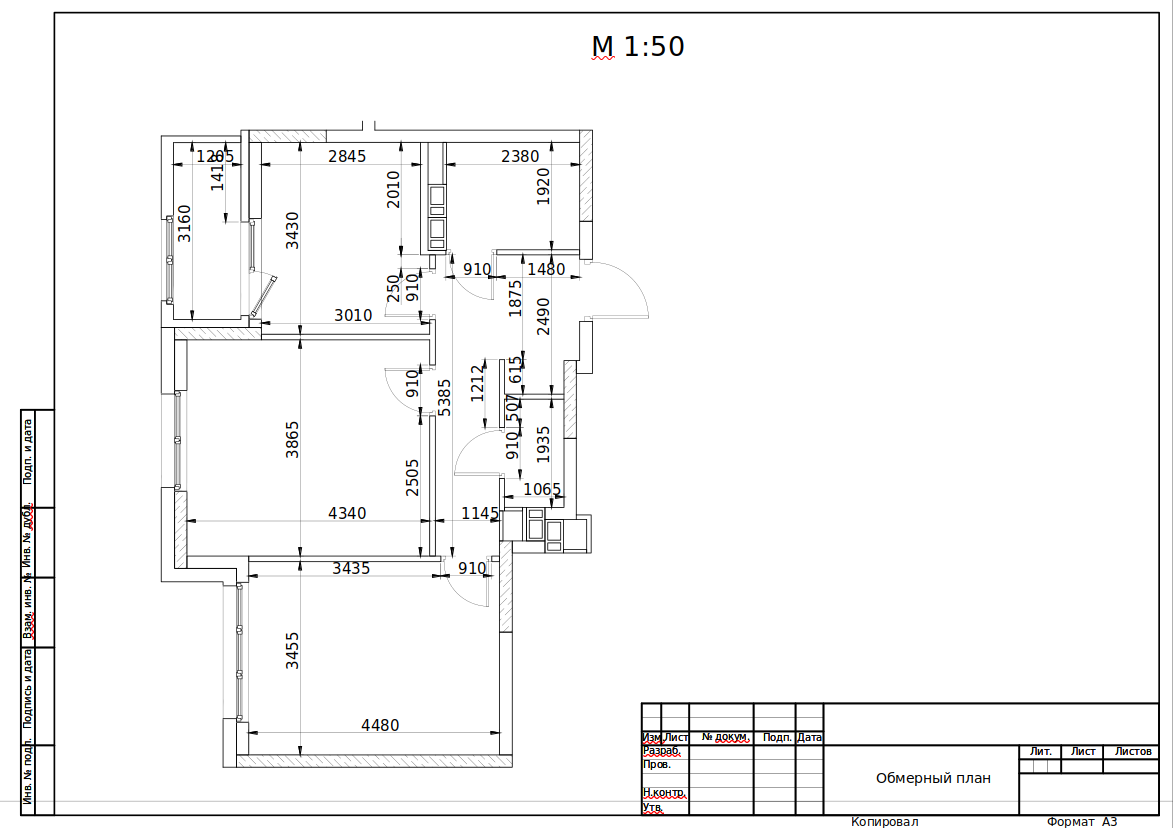 М 1:50
1205
1410
2845
2010
2380
1920
3160
3430
910
1480
250
910
1875
2490
3010
1212
615
910
5385
507
3865
910
1935
2505
1065
4340
1145
3435
910
3455
4480
Подп. и дата
Инв. № дубл.
Взам. инв. №
Подпись и дата
Инв. № подл.
Изм. Лист № докум. Подп. Дата
Разраб.
Пров.
Н.контр.
Утв.
Обмерный план
Лит. Лист Листов
Копировал Формат А3